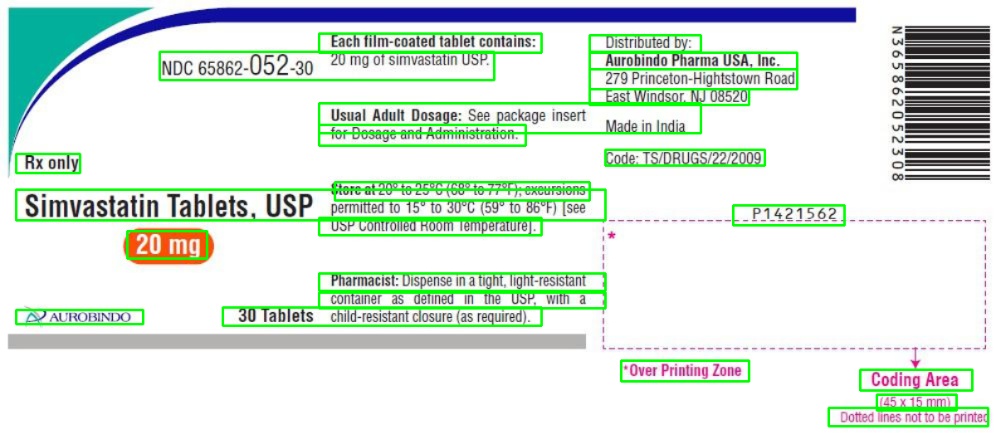 NDC 65862-052-30
Rx only
Simvastatin Tablets, USP
20 mg
AUROBINDO
30 Tablets
Each film-coated tablet contains:
20 mg of simvastatin USP.
Usual Adult Dosage: See package insert
for Dosage and Administration.
Store at 20° to 25°C (68° to 77°F); excursions
permitted to 15° to 30°C (59° to 86°F) [see
USP Controlled Room Temperature].
Pharmacist: Dispense in a tight, light-resistant
container as defined in the USP, with a
child-resistant closure (as required).
Distributed by:
Aurobindo Pharma USA, Inc.
279 Princeton-Hightstown Road
East Windsor, NJ 08520
Made in India
Code: TS/DRUGS/22/2009
N365862052308
P1421562
*
*Over Printing Zone
Coding Area
(45 x 15 mm)
Dotted lines not to be printed